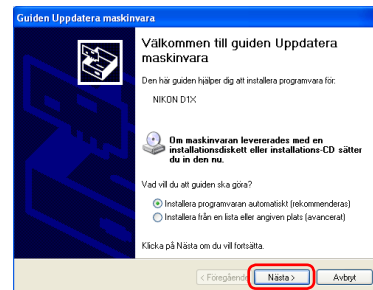 Guiden Uppdatera maskinvara
Välkommen till guiden Uppdatera
maskinvara
Den här guiden hjälper dig att installera programvara för:
NIKON D1X
Om maskinvaran levererades med en
installationsdiskett eller installations-CD sätter
du in den nu.
Vad vill du att guiden ska göra?
Installera programvaran automatiskt (rekommenderas)
Installera från en lista eller angiven plats (avancerat)
Klicka på Nästa om du vill fortsätta.
< Föregående
Nästa >
Avbryt